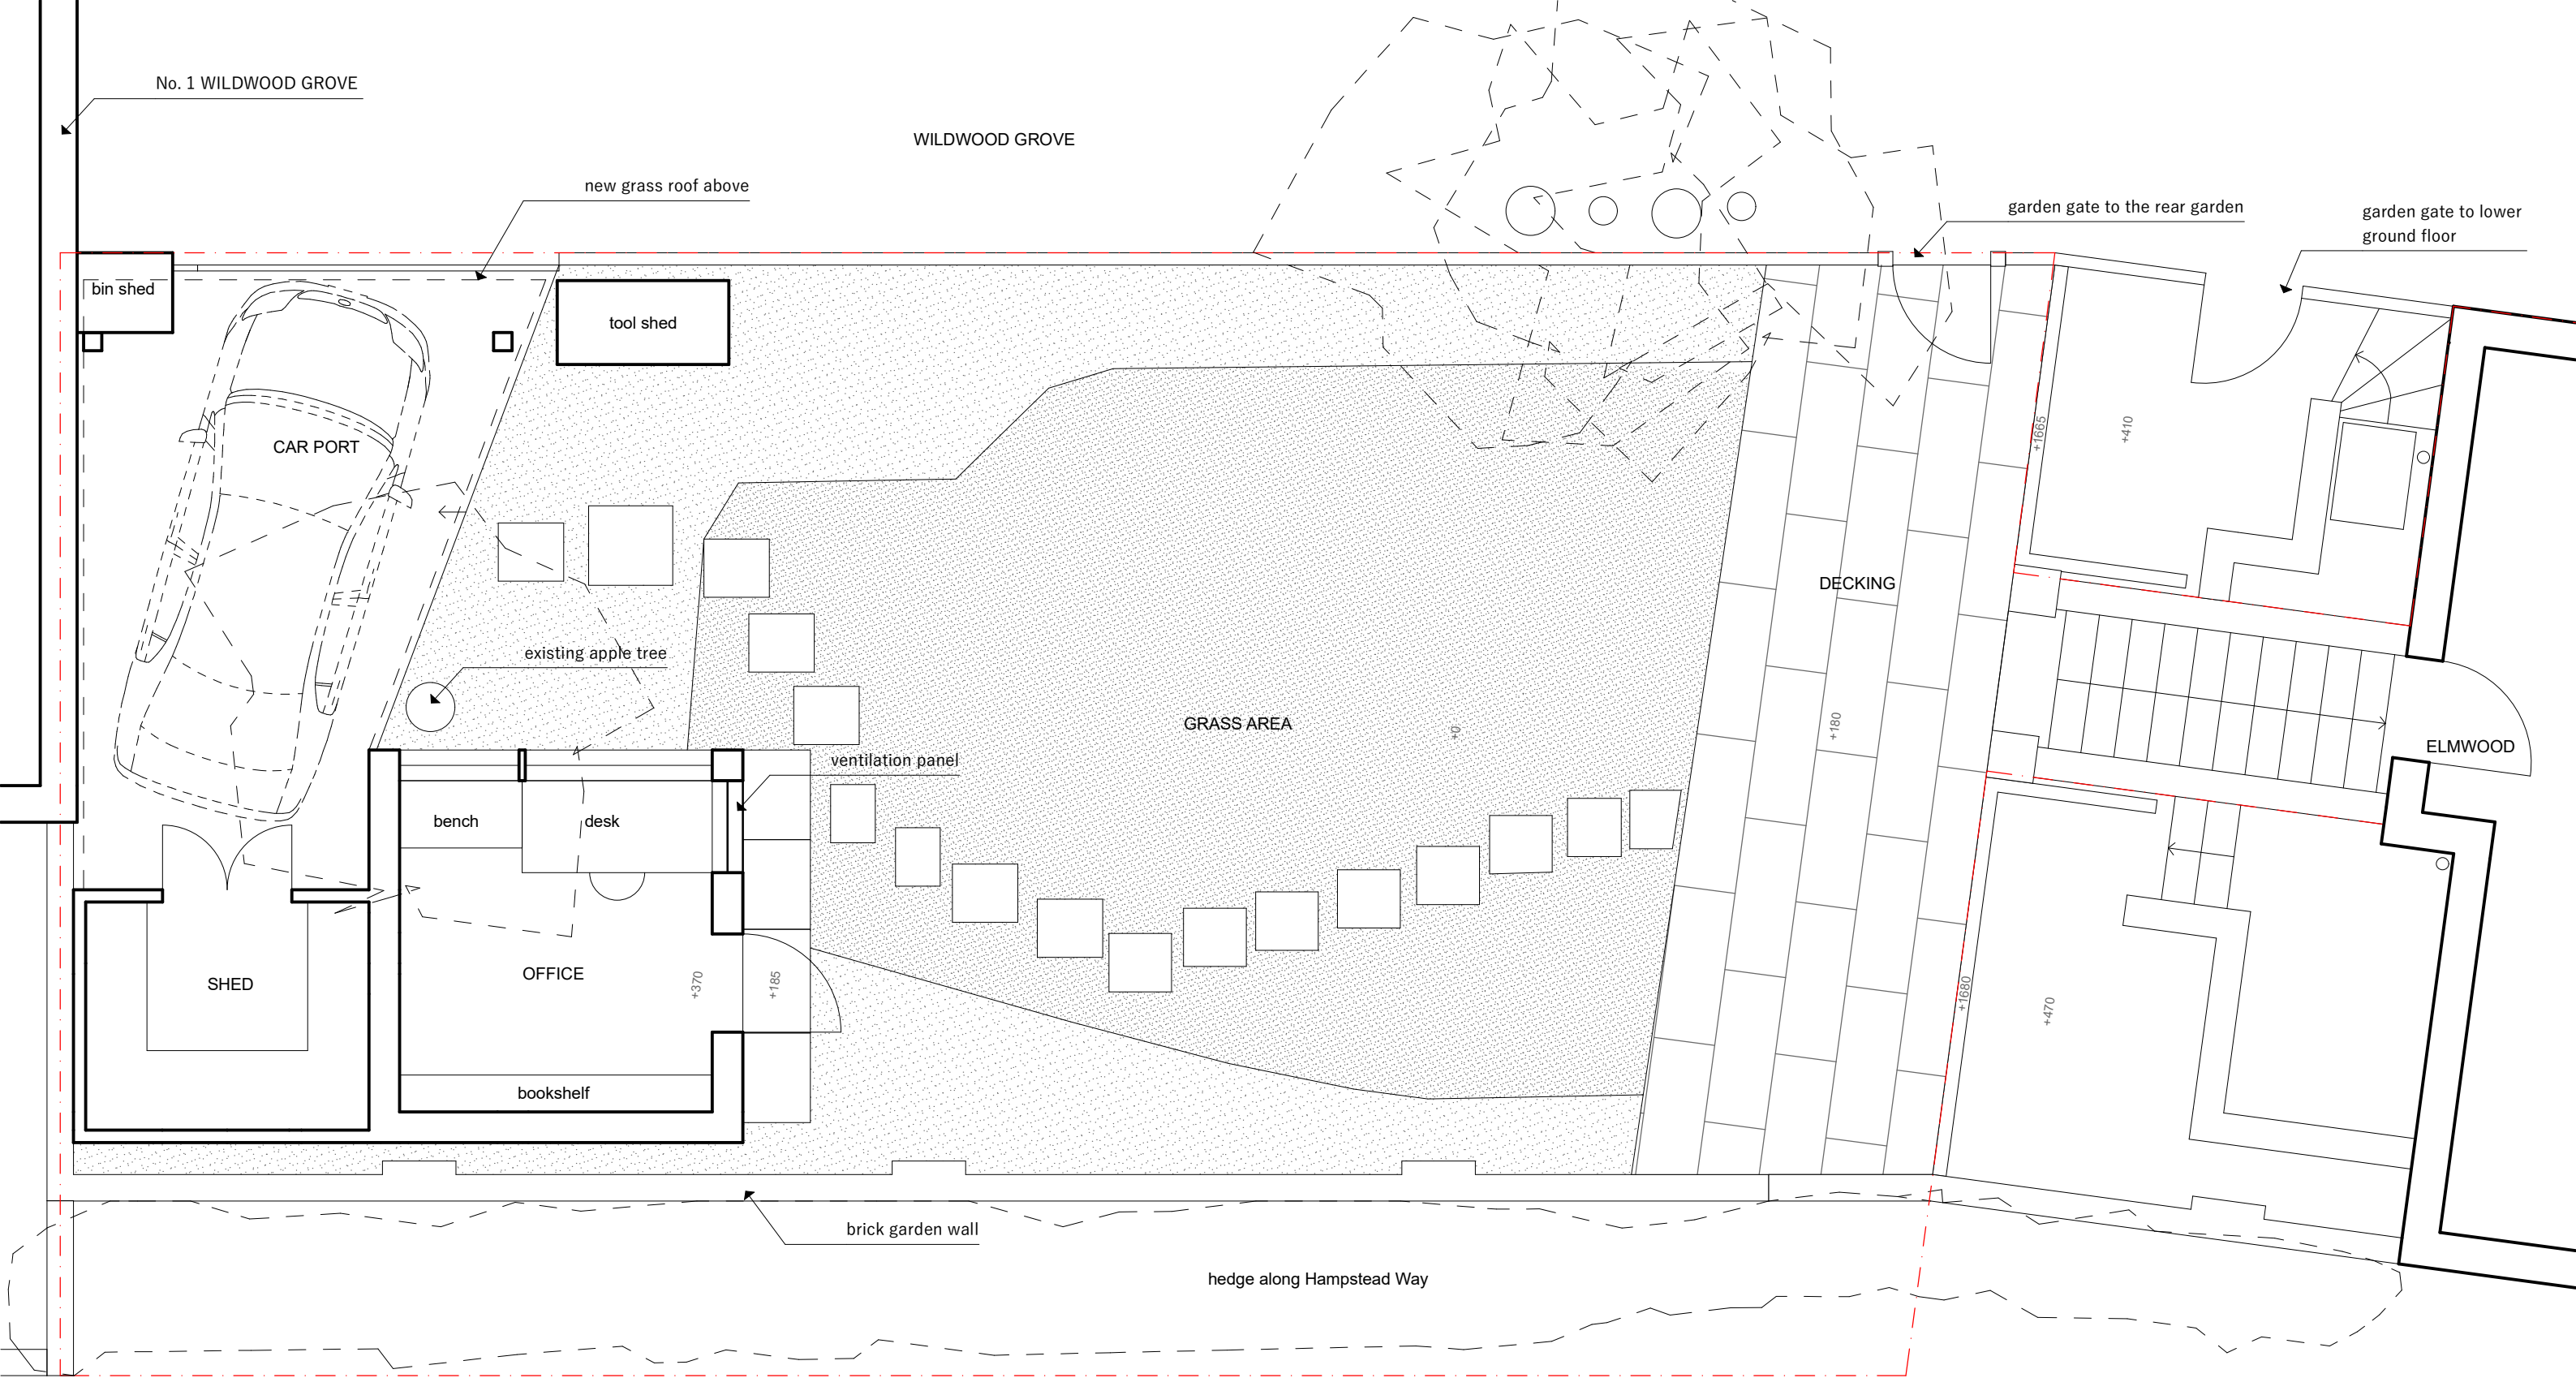 No. 1 WILDWOOD GROVE
WILDWOOD GROVE
new grass roof above
garden gate to the rear garden
garden gate to lower
ground floor
bin shed
tool shed
CAR PORT
+1665
+410
DECKING
existing apple tree
GRASS AREA
+0
+180
ELMWOOD
ventilation panel
bench
desk
SHED
OFFICE
+370
+185
+1680
+470
bookshelf
brick garden wall
hedge along Hampstead Way